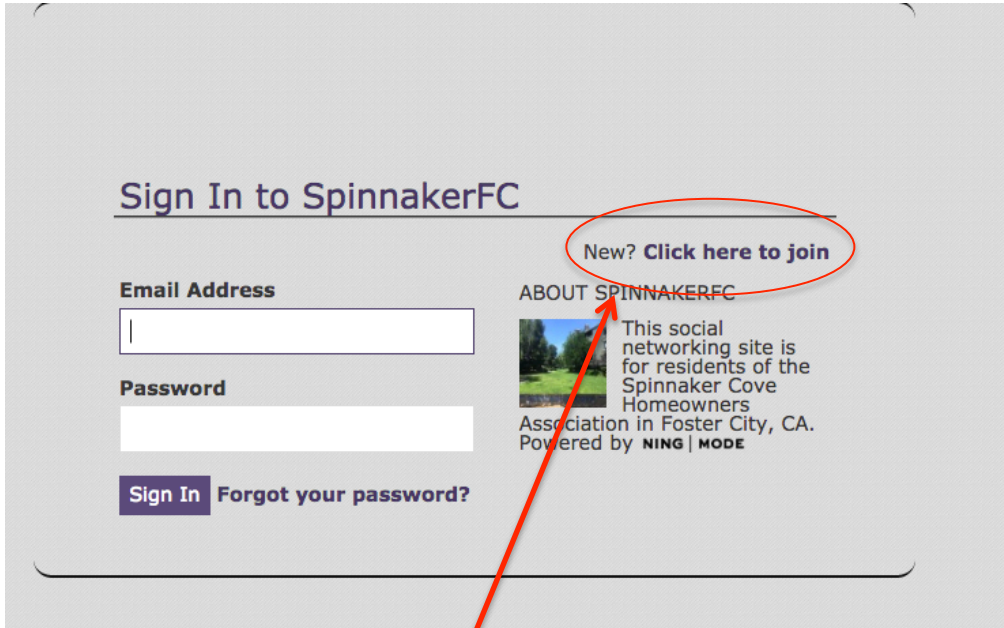 Sign In to SpinnakerFC
New? Click here to join
Email Address
Password
Sign In Forgot your password?
ABOUT SPINNAKERFC
This social
networking site is
for residents of the
Spinnaker Cove
Homeowners
Association in Foster City, CA.
Powered by NING | MODE